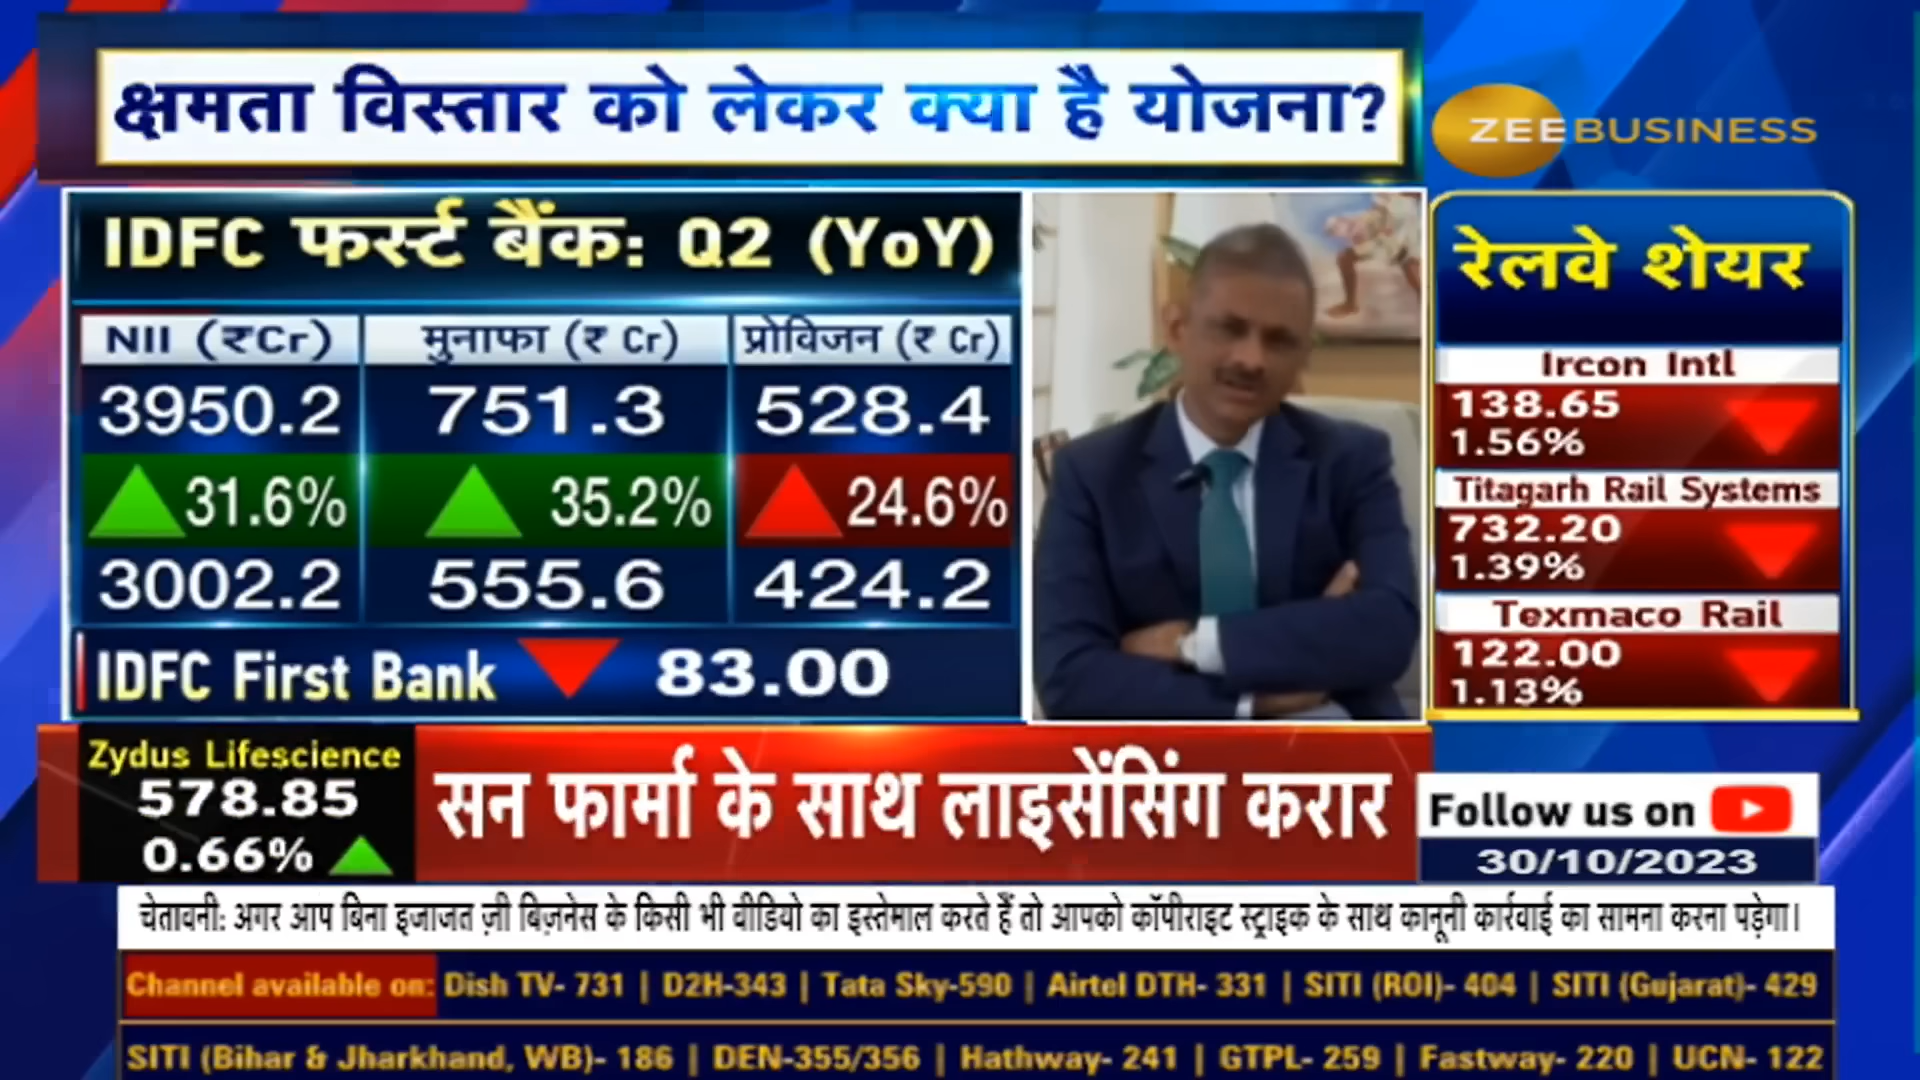 क्षमता विस्तार को लेकर क्या है योजना?
ZEEBUSINESS
IDFC फर्स्ट बैंक: Q2 (YoY)
NII (₹Cr) मुनाफा (₹ Cr) प्रोविजन (₹ Cr)
3950.2 751.3 528.4
31.6% 35.2% 24.6%
3002.2 555.6 424.2
IDFC First Bank 83.00
रेलवे शेयर
Ircon Intl
138.65
1.56%
Titagarh Rail Systems
732.20
1.39%
Texmaco Rail
122.00
1.13%
Zydus Lifescience
578.85
0.66%
सन फार्मा के साथ लाइसेंसिंग करार
Follow us on
30/10/2023
चेतावनी: अगर आप बिना इजाजत ज़ी बिज़नेस के किसी भी वीडियो का इस्तेमाल करते हैं तो आपको कॉपीराइट स्ट्राइक के साथ कानूनी कार्रवाई का सामना करना पड़ेगा।
Channel available on: Dish TV- 731 | D2H-343 | Tata Sky-590 | Airtel DTH- 331 | SITI (ROI)- 404 | SITI (Gujarat)- 429
SITI (Bihar & Jharkhand, WB)- 186 | DEN-355/356 | Hathway- 241 | GTPL- 259 | Fastway- 220 | UCN- 122